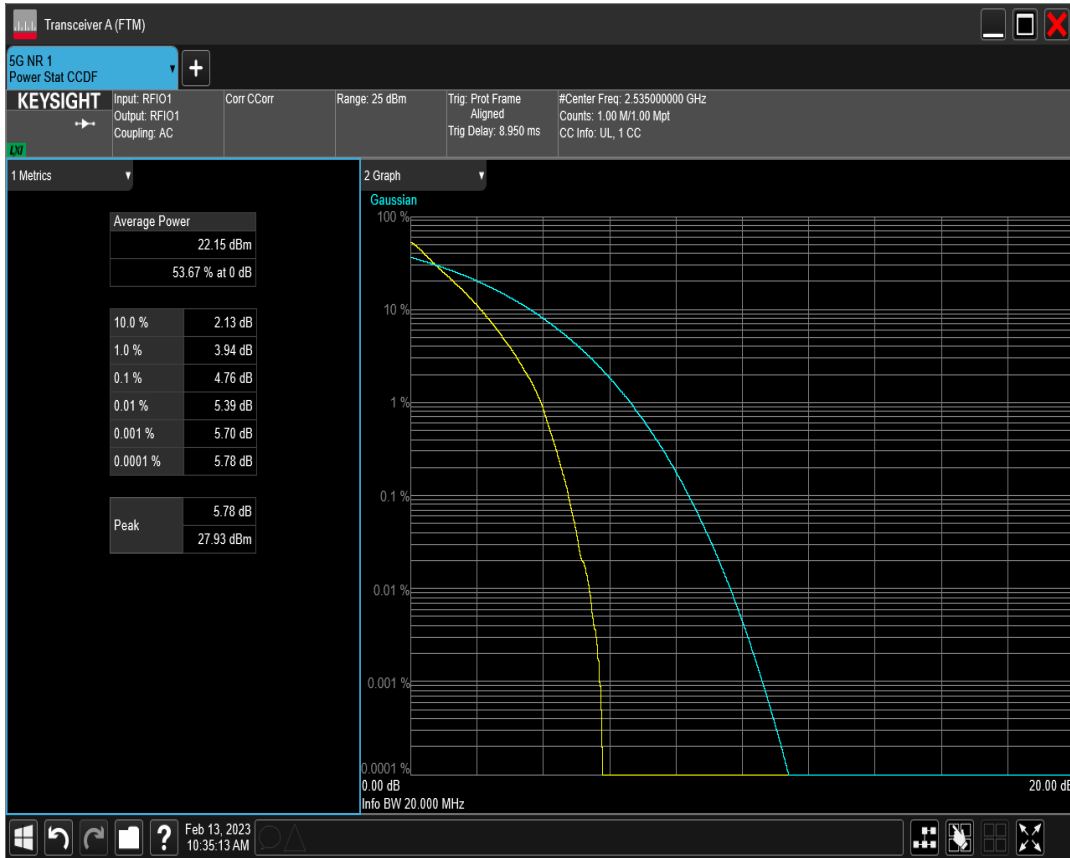 Transceiver A (FTM)
5G NR 1
Power Stat CCDF
+
KEYSIGHT
LXI
Input: RFIO1
Output: RFIO1
Coupling: AC
Corr CCorr
Range: 25 dBm
Trig: Prot Frame
Aligned
Trig Delay: 8.950 ms
#Center Freq: 2.535000000 GHz
Counts: 1.00 M/1.00 Mpt
CC Info: UL, 1 CC
1 Metrics
Average Power
22.15 dBm
53.67 % at 0 dB
10.0 % 2.13 dB
1.0 % 3.94 dB
0.1 % 4.76 dB
0.01 % 5.39 dB
0.001 % 5.70 dB
0.0001 % 5.78 dB
Peak
5.78 dB
27.93 dBm
2 Graph
Gaussian
100 %
10 %
1 %
0.1 %
0.01 %
0.001 %
0.0001 %
0.00 dB 20.00 dB
Info BW 20.000 MHz
?
Feb 13, 2023
10:35:13 AM